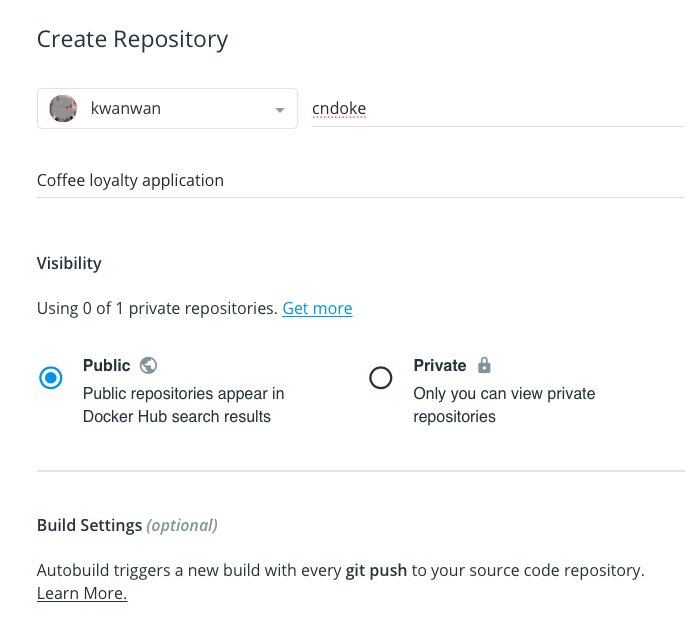 Create Repository
kwanwan
cndoke
Coffee loyalty application
Visibility
Using 0 of 1 private repositories. Get more
Public
Public repositories appear in
Docker Hub search results
Private
Only you can view private
repositories
Build Settings (optional)
Autobuild triggers a new build with every git push to your source code repository.
Learn More.